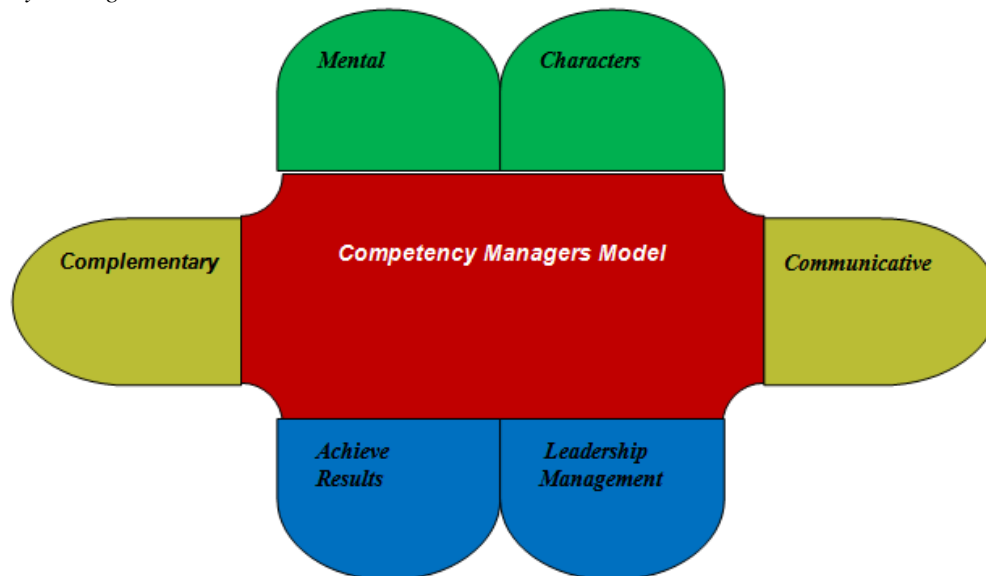 Mental
Characters
Competency Managers Model
Complementary
Communicative
Achieve
Results
Leadership
Management